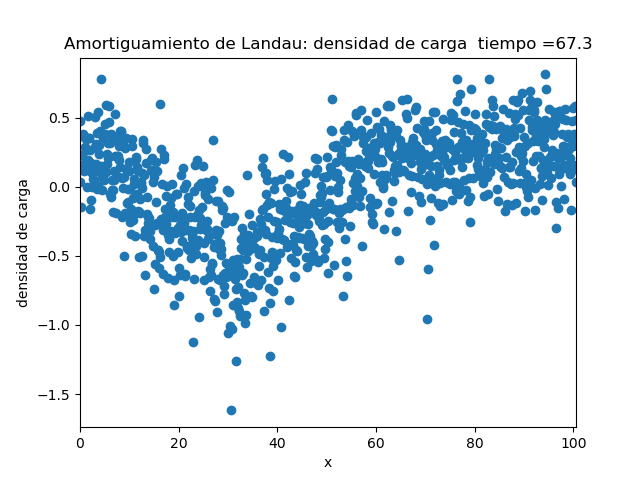 Amortiguamiento de Landau: densidad de carga  tiempo =67.3
densidad de carga
0.5
0.0
−0.5
−1.0
−1.5
0 20 40 60 80 100
x